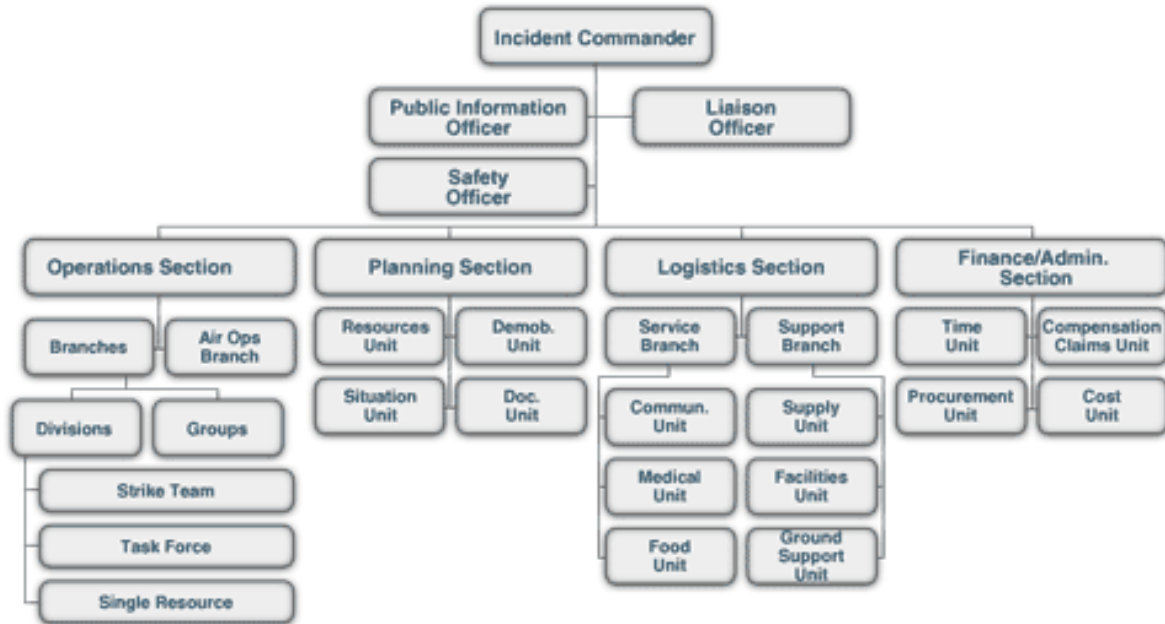 Incident Commander
Public Information
Officer
Liaison
Officer
Safety
Officer
Operations Section
Planning Section
Logistics Section
Finance/Admin.
Section
Branches
Air Ops
Branch
Resources
Unit
Demob.
Unit
Service
Branch
Support
Branch
Time
Unit
Compensation
Claims Unit
Divisions
Groups
Situation
Unit
Doc.
Unit
Commun.
Unit
Supply
Unit
Procurement
Unit
Cost
Unit
Strike Team
Medical
Unit
Facilities
Unit
Task Force
Food
Unit
Ground
Support
Unit
Single Resource